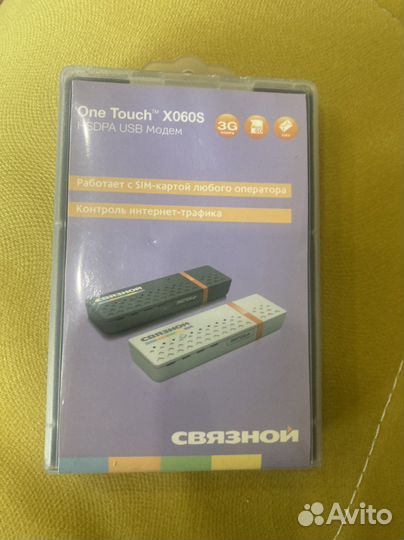 One Touch™ X060S
HSDPA USB Модем
3G
Работает с SIM-картой любого оператора
Контроль интернет-трафика
СВЯЗНОЙ
СВЯЗНОЙ
СВЯЗНОЙ
Avito